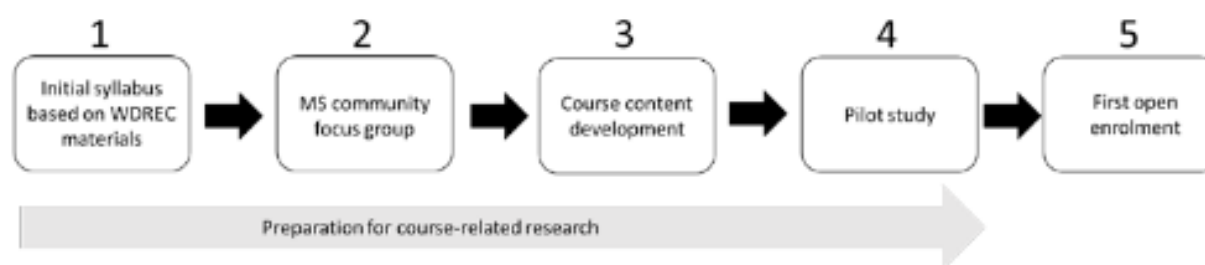 1
2
3
4
5
Initial syllabus
based on WDREC
materials
MS community
focus group
Course content
development
Pilot study
First open
enrolment
Preparation for course-related research